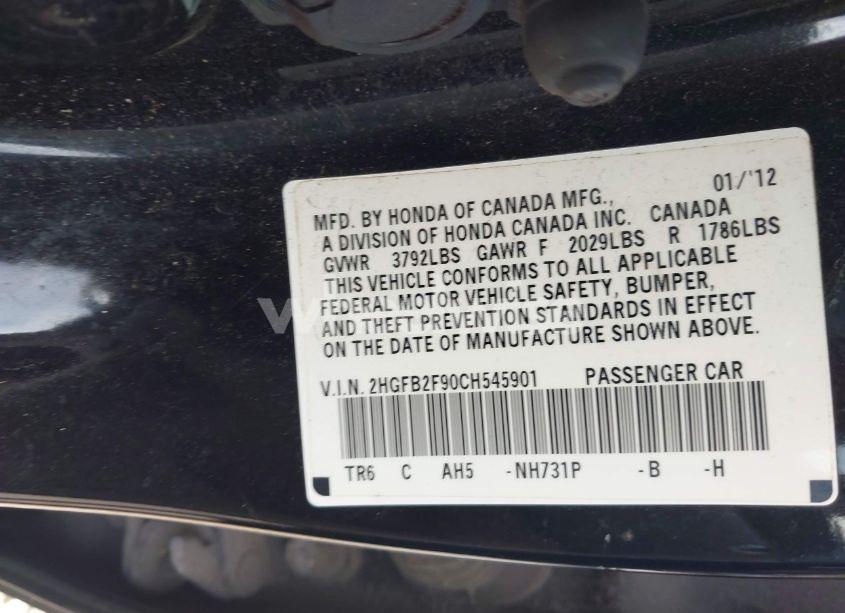 01/'12
MFD. BY HONDA OF CANADA MFG.,
A DIVISION OF HONDA CANADA INC. CANADA
GVWR 3792LBS GAWR F 2029LBS R 1786LBS
THIS VEHICLE CONFORMS TO ALL APPLICABLE
FEDERAL MOTOR VEHICLE SAFETY, BUMPER,
AND THEFT PREVENTION STANDARDS IN EFFECT
ON THE DATE OF MANUFACTURE SHOWN ABOVE.
V.I.N. 2HGFB2F90CH545901 PASSENGER CAR
TR6 C AH5 -NH731P -B -H